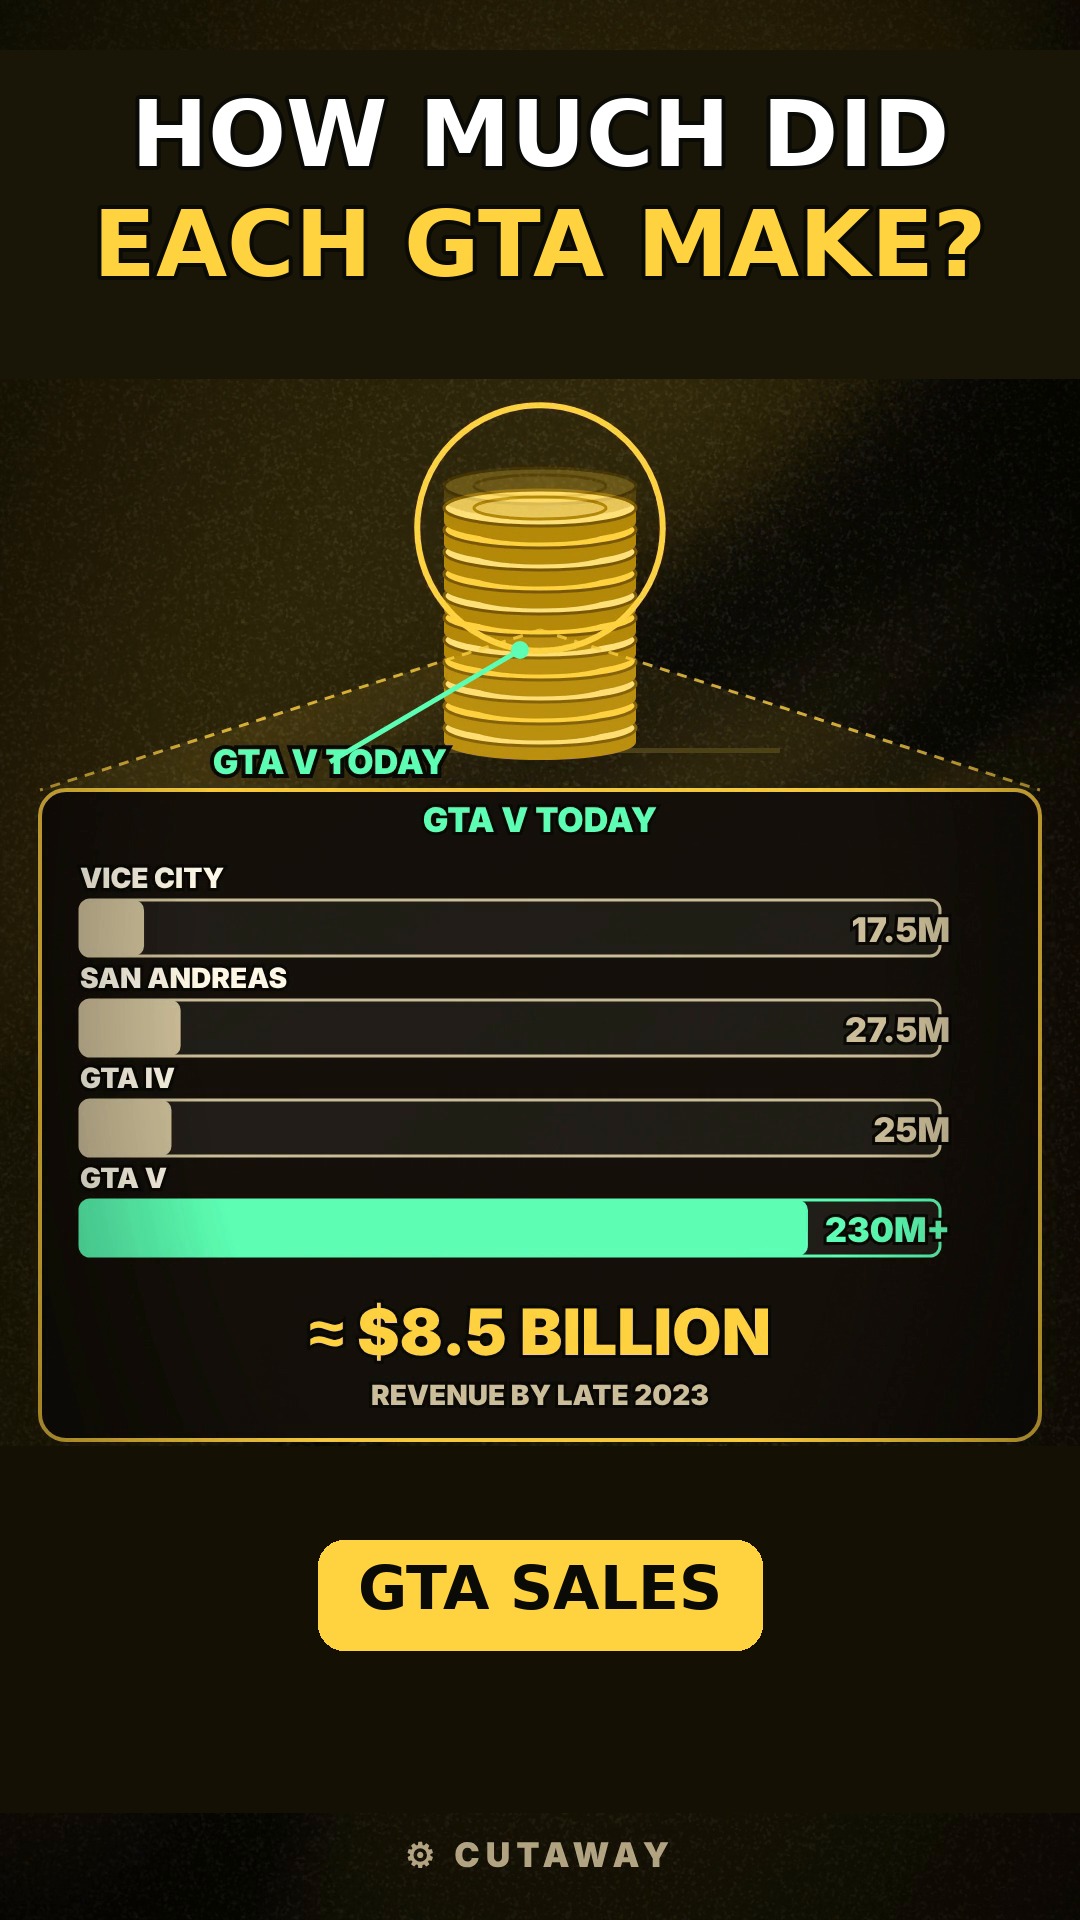 HOW MUCH DID
EACH GTA MAKE?
GTA V TODAY
GTA V TODAY
VICE CITY
17.5M
SAN ANDREAS
27.5M
GTA IV
25M
GTA V
230M+
≈ $8.5 BILLION
REVENUE BY LATE 2023
GTA SALES
⚙ CUTAWAY